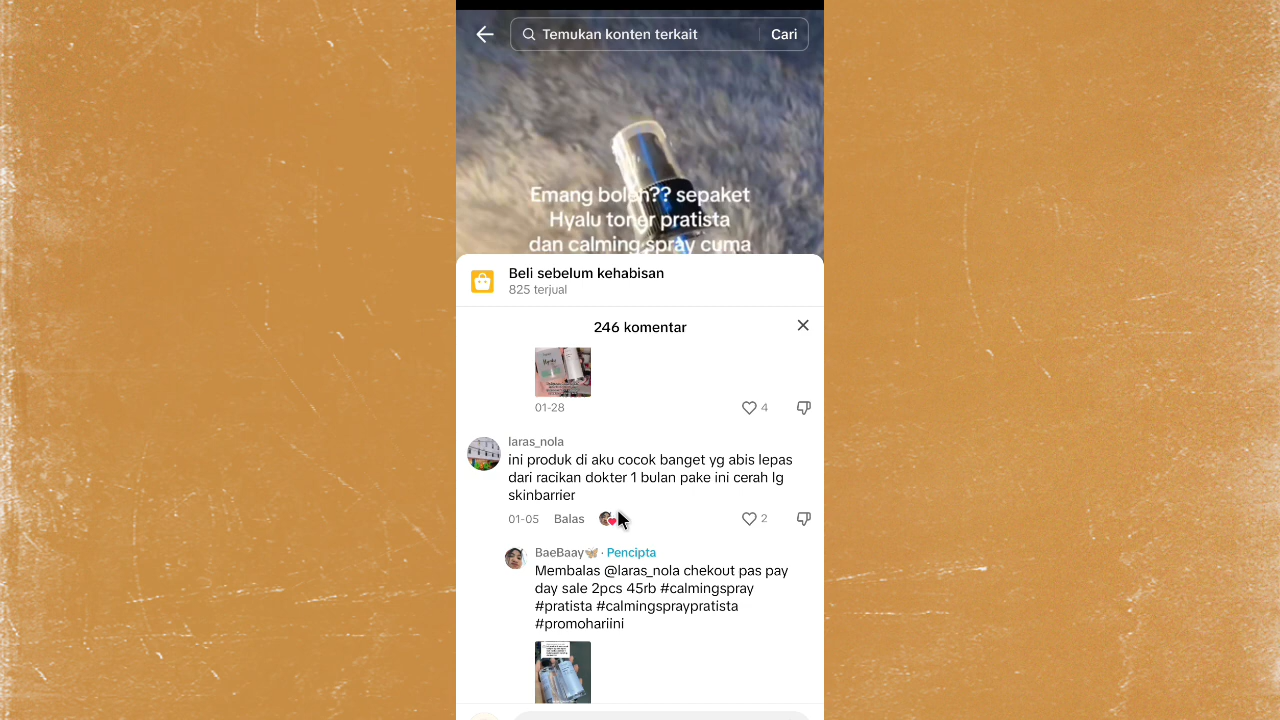 Temukan konten terkait
Cari
Emang boleh?? sepaket
Hyalu toner pratista
dan calming spray cuma
Beli sebelum kehabisan
825 terjual
246 komentar
01-28
4
laras_nola
ini produk di aku cocok banget yg abis lepas
dari racikan dokter 1 bulan pake ini cerah lg
skinbarrier
01-05 Balas
2
BaeBaay🦋 · Pencipta
Membalas @laras_nola chekout pas pay
day sale 2pcs 45rb #calmingspray
#pratista #calmingspraypratista
#promohariini